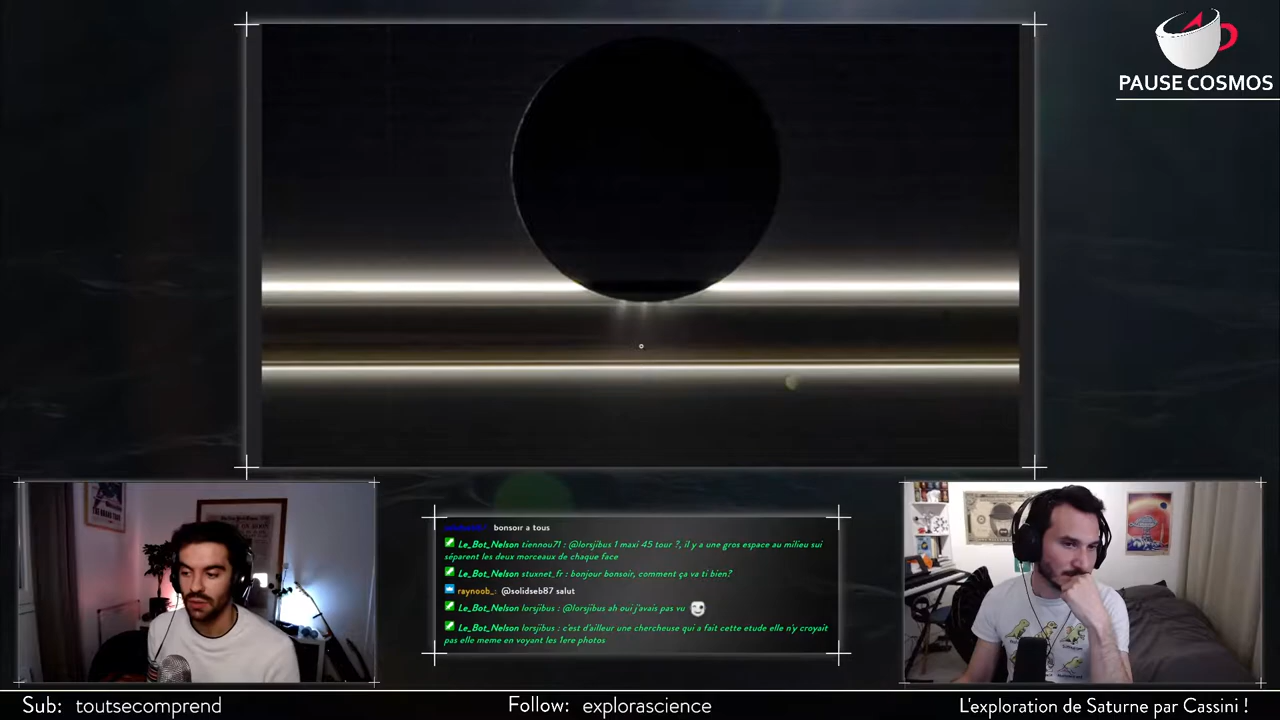 PAUSE COSMOS
bonsoir a tous
Le_Bot_Nelson tiennou71 : @lorsjibus 1 maxi 45 tour ?, il y a une gros espace au milieu sui
séparent les deux morceaux de chaque face
Le_Bot_Nelson stuxnet_fr : bonjour bonsoir, comment ça va ti bien?
raynoob_: @solidseb87 salut
Le_Bot_Nelson lorsjibus : @lorsjibus ah oui j'avais pas vu
Le_Bot_Nelson lorsjibus : c'est d'ailleur une chercheuse qui a fait cette etude elle n'y croyait
pas elle meme en voyant les 1ere photos
Sub: toutsecomprend
Follow: explorascience
L'exploration de Saturne par Cassini !